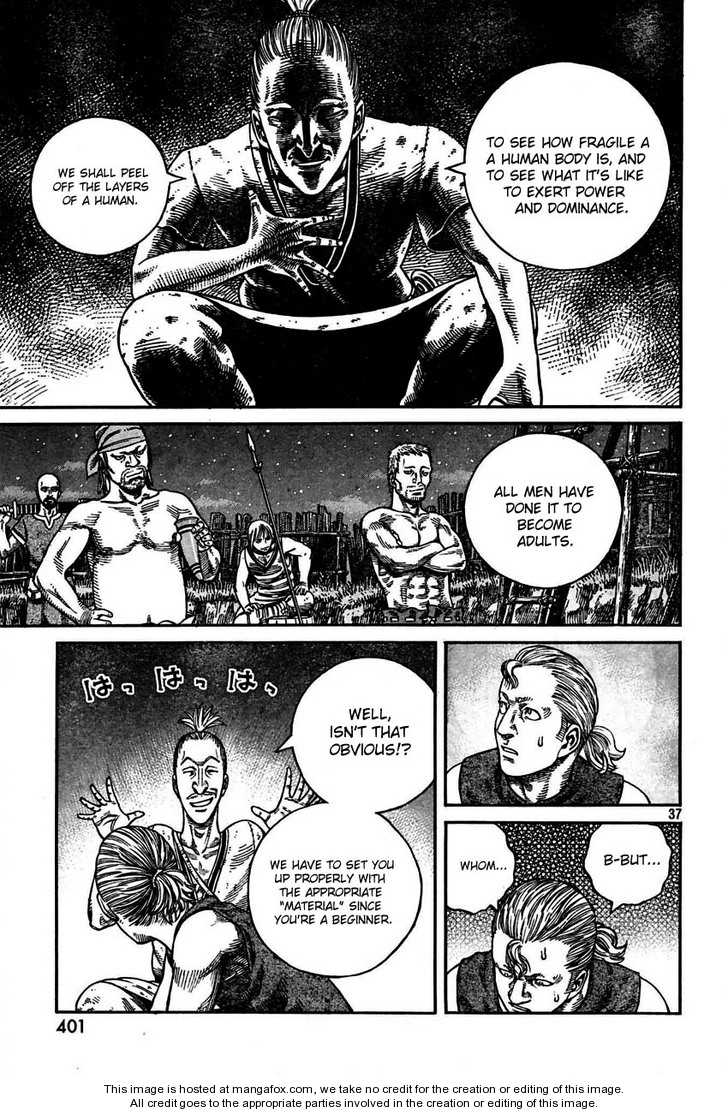 TO SEE HOW FRAGILE A
A HUMAN BODY IS, AND
TO SEE WHAT IT'S LIKE
TO EXERT POWER
AND DOMINANCE.
WE SHALL PEEL
OFF THE LAYERS
OF A HUMAN.
ALL MEN HAVE
DONE IT TO
BECOME
ADULTS.
37
B-BUT...
WHOM...
WELL,
ISN'T THAT
OBVIOUS!?
はっ はっ はっ
WE HAVE TO SET YOU
UP PROPERLY WITH
THE APPROPRIATE
"MATERIAL" SINCE
YOU'RE A BEGINNER.
401
This image is hosted at mangafox.com, we take no credit for the creation or editing of this image.
All credit goes to the appropriate parties involved in the creation or editing of this image.